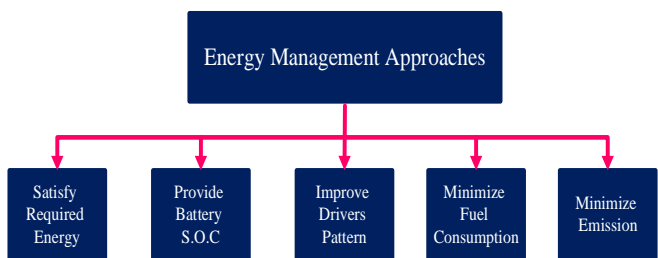 Energy Management Approaches
Satisfy
Required
Energy
Provide
Battery
S.O.C
Improve
Drivers
Pattern
Minimize
Fuel
Consumption
Minimize
Emission